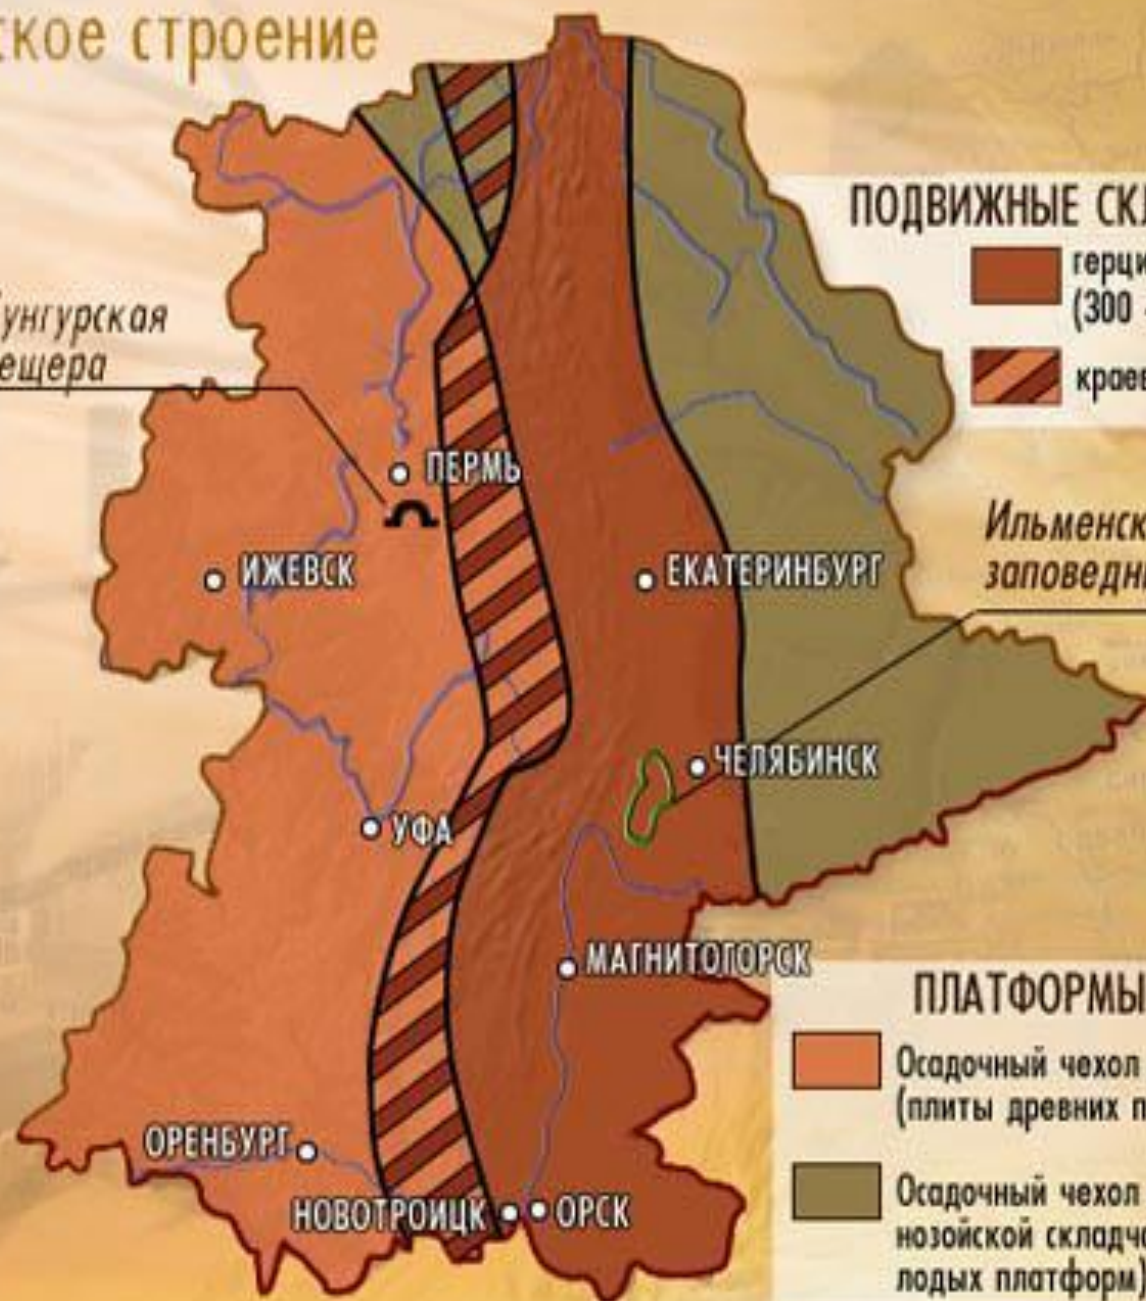 ское строение
ПОДВИЖНЫЕ СК
герци
(300
краев
унгурская
ещера
ПЕРМЬ
Ильменск
заповедн
ИЖЕВСК
ЕКАТЕРИНБУРГ
ЧЕЛЯБИНСК
УФА
МАГНИТОГОРСК
ПЛАТФОРМЫ
Осадочный чехол
(плиты древних п
ОРЕНБУРГ
Осадочный чехол
нозойской складч
лодых платформ)
НОВОТРОИЦК
ОРСК